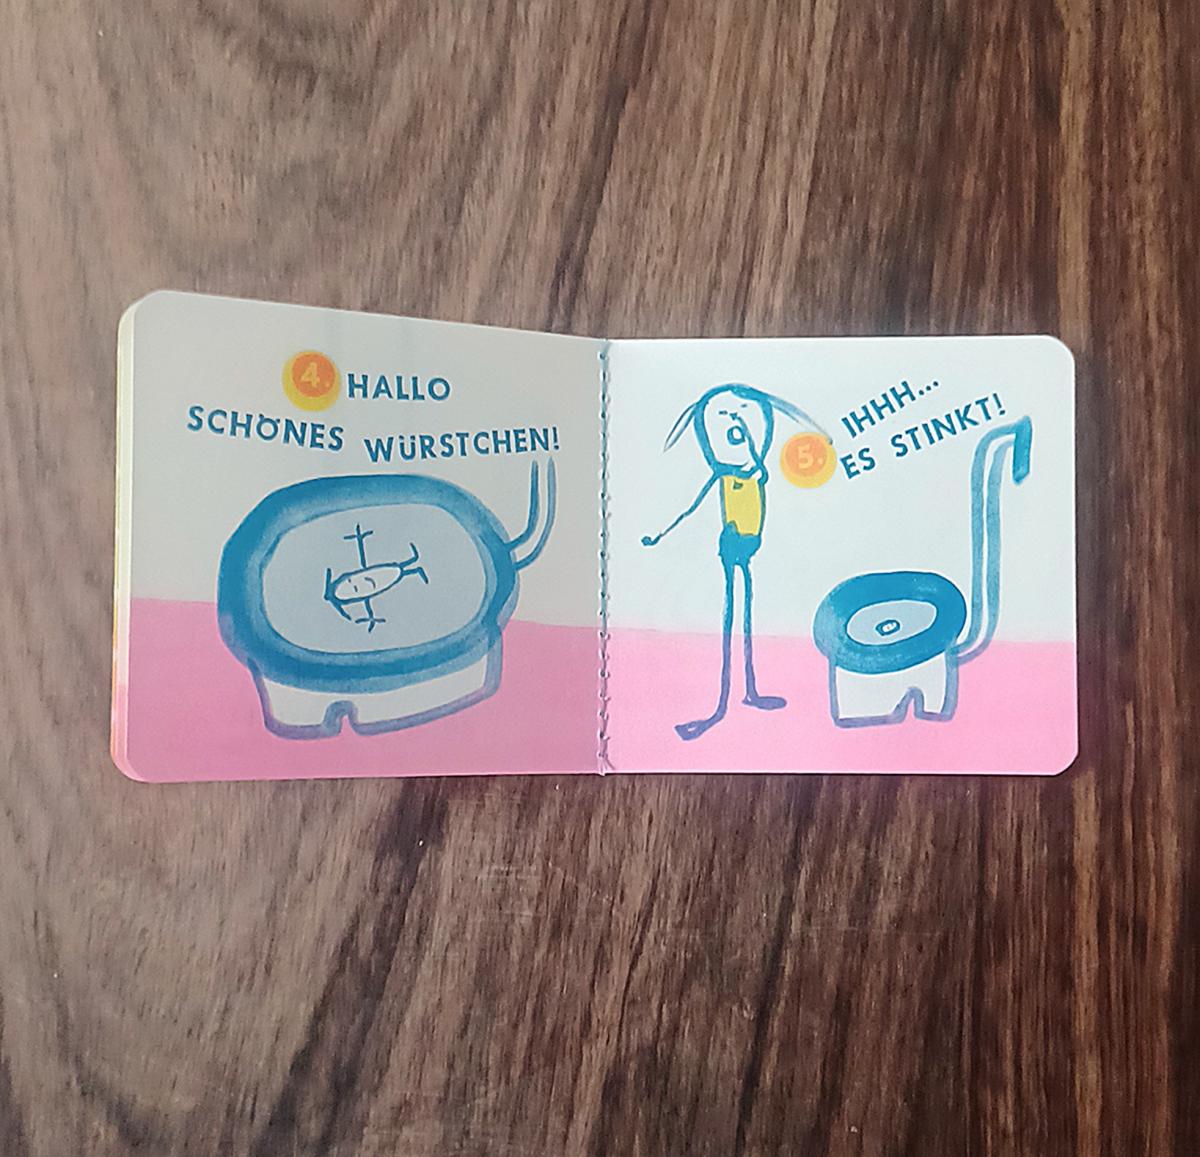 4. HALLO
SCHÖNES WÜRSTCHEN!
IHHH...
5. ES STINKT!